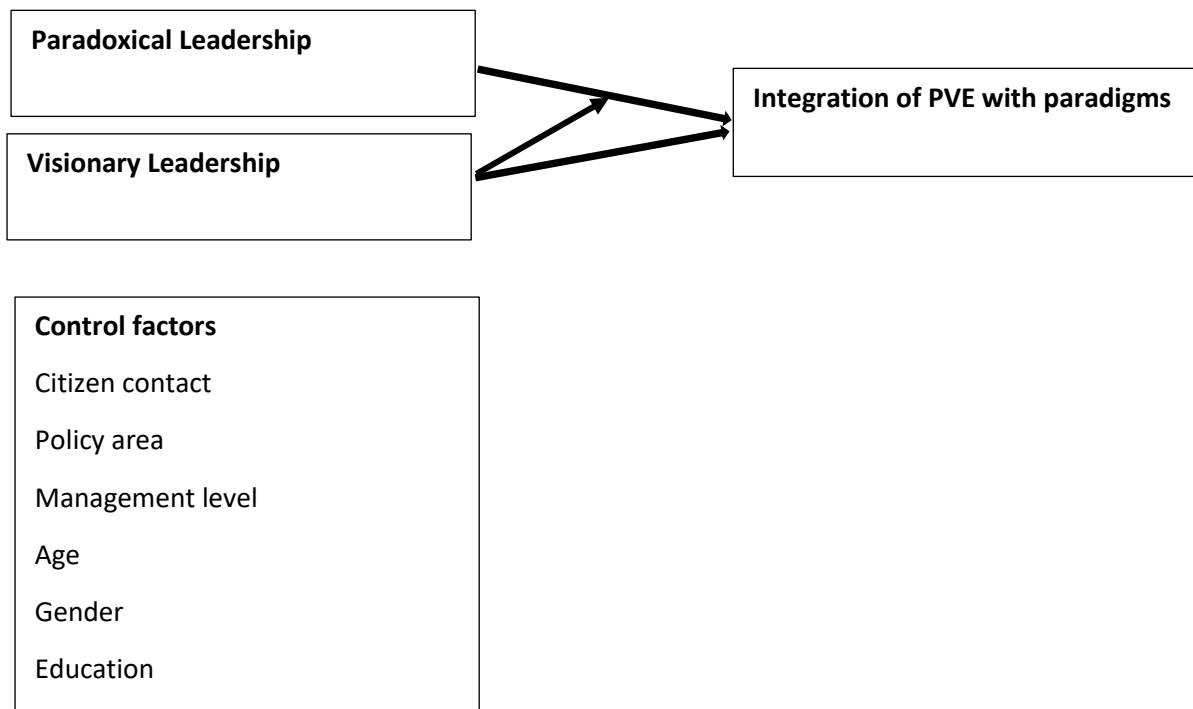 Paradoxical Leadership
Integration of PVE with paradigms
Visionary Leadership
Control factors
Citizen contact
Policy area
Management level
Age
Gender
Education